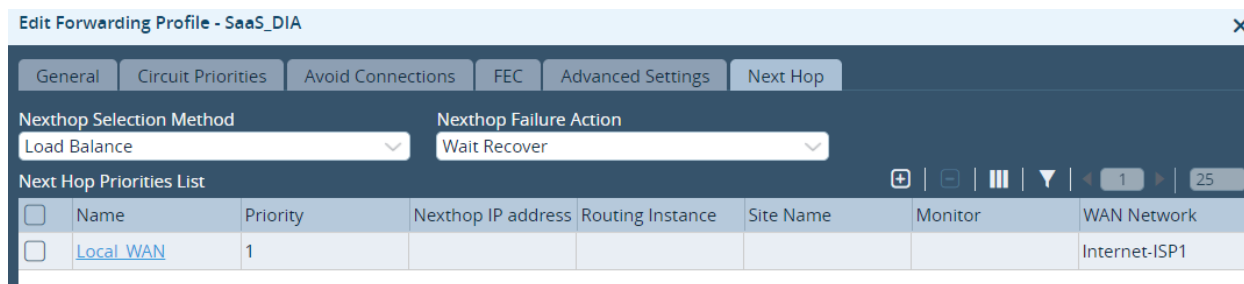 Edit Forwarding Profile - SaaS_DIA
General Circuit Priorities Avoid Connections FEC Advanced Settings Next Hop
Nexthop Selection Method Nexthop Failure Action
Load Balance Wait Recover
Next Hop Priorities List 1 25
Name Priority Nexthop IP address Routing Instance Site Name Monitor WAN Network
Local_WAN 1 Internet-ISP1